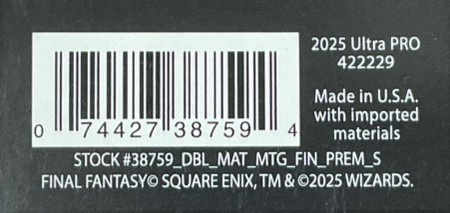 2025 Ultra PRO
422229
Made in U.S.A.
with imported
materials
0 74427 38759 4
STOCK #38759_DBL_MAT_MTG_FIN_PREM_S
FINAL FANTASY© SQUARE ENIX, TM & ©2025 WIZARDS.